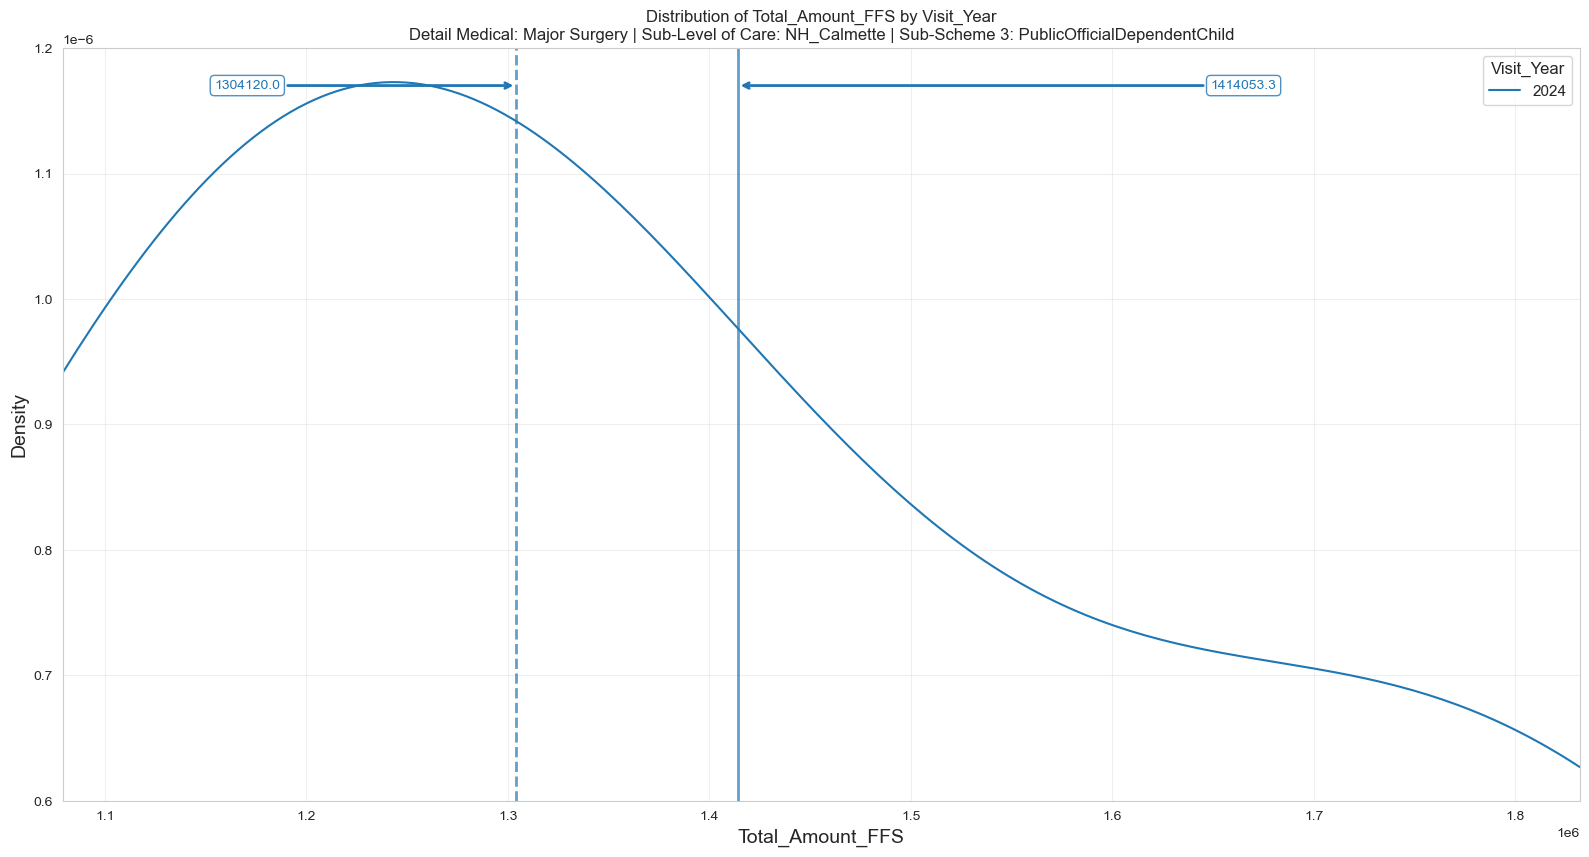 Distribution of Total_Amount_FFS by Visit_Year
Detail Medical: Major Surgery | Sub-Level of Care: NH_Calmette | Sub-Scheme 3: PublicOfficialDependentChild
1e−6
1.2
1.1
1.0
0.9
0.8
0.7
0.6
Density
1304120.0
1414053.3
Visit_Year
2024
1.1 1.2 1.3 1.4 1.5 1.6 1.7 1.8
1e6
Total_Amount_FFS